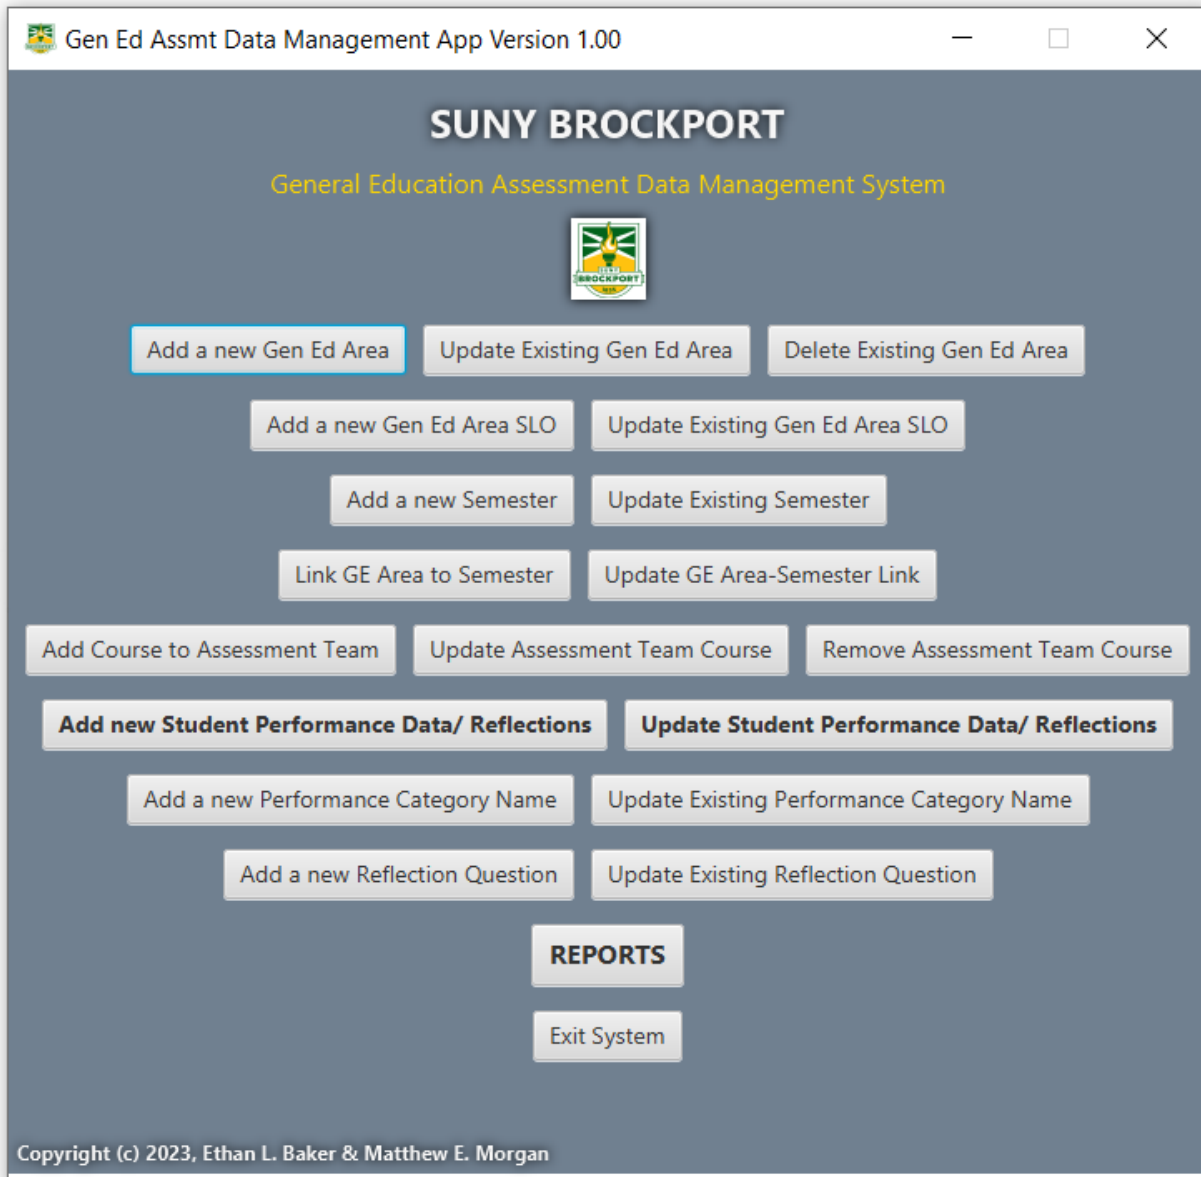 Gen Ed Assmt Data Management App Version 1.00
SUNY BROCKPORT
General Education Assessment Data Management System
SUNY
BROCKPORT
Add a new Gen Ed Area Update Existing Gen Ed Area Delete Existing Gen Ed Area
Add a new Gen Ed Area SLO Update Existing Gen Ed Area SLO
Add a new Semester Update Existing Semester
Link GE Area to Semester Update GE Area-Semester Link
Add Course to Assessment Team Update Assessment Team Course Remove Assessment Team Course
Add new Student Performance Data/ Reflections Update Student Performance Data/ Reflections
Add a new Performance Category Name Update Existing Performance Category Name
Add a new Reflection Question Update Existing Reflection Question
REPORTS
Exit System
Copyright (c) 2023, Ethan L. Baker & Matthew E. Morgan